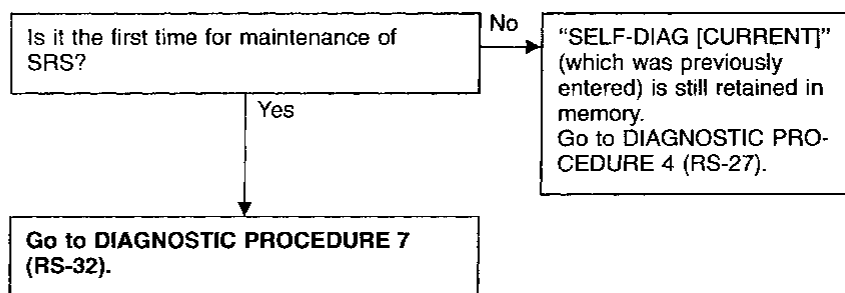 Is it the first time for maintenance of
SRS?
No
"SELF-DIAG [CURRENT]"
(which was previously
entered) is still retained in
memory.
Go to DIAGNOSTIC PRO-
CEDURE 4 (RS-27).
Yes
Go to DIAGNOSTIC PROCEDURE 7
(RS-32).